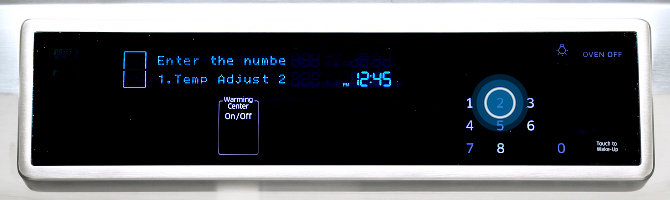 Enter the numbe
1.Temp Adjust 2
PM 12:45
OVEN OFF
Warming
Center
On/Off
1 2 3
4 5 6
7 8 0
Touch to
Wake-Up